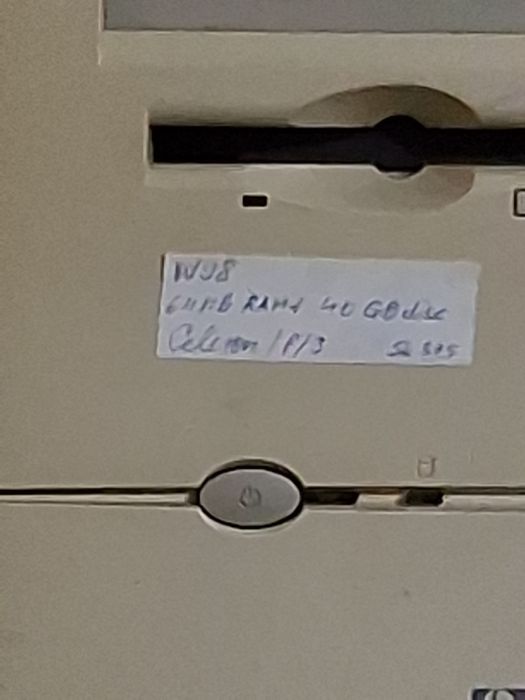 W98
64MB RAM 40 GB disc
Celeron / P/3